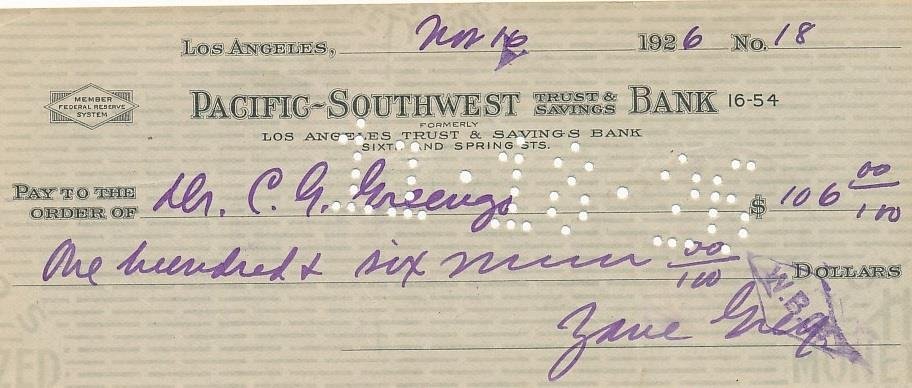 LOS ANGELES, Nov 16 1926 No. 18
MEMBER
FEDERAL RESERVE
SYSTEM
PACIFIC-SOUTHWEST TRUST & SAVINGS BANK 16-54
FORMERLY
LOS ANGELES TRUST & SAVINGS BANK
SIXTH AND SPRING STS.
PAY TO THE
ORDER OF Dr. C. G. $ 106 00/100
One hundred & six 00/100 DOLLARS
W.B.
Zane Grey